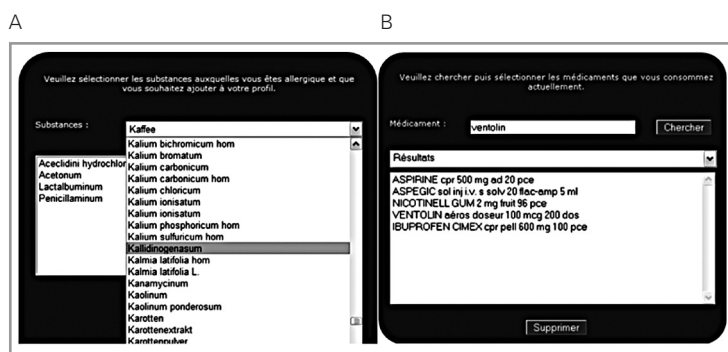 A
B
Veuillez sélectionner les substances auxquelles vous êtes allergique et que
vous souhaitez ajouter à votre profil.
Substances :
Kaffee
Kalium bichromicum hom
Kalium bromatum
Kalium carbonicum
Kalium carbonicum hom
Kalium chloricum
Kalium ionisatum
Kalium ionisatum
Kalium phosphoricum hom
Kalium sulfuricum hom
Kallidinogenasum
Kalmia latifolia hom
Kalmia latifolia L.
Kanamycinum
Kaolinum
Kaolinum ponderosum
Karotten
Karottenextrakt
Karottenpulver
Aceclidini hydrochlor
Acetonum
Lactalbuminum
Penicillaminum
Veuillez chercher puis sélectionner les médicaments que vous consommez
actuellement.
Médicament :
ventolin
Chercher
Résultats
ASPIRINE cpr 500 mg ad 20 pce
ASPEGIC sol inj i.v. s solv 20 flac-amp 5 ml
NICOTINELL GUM 2 mg fruit 96 pce
VENTOLIN aéros doseur 100 mcg 200 dos
IBUPROFEN CIMEX cpr pell 600 mg 100 pce
Supprimer